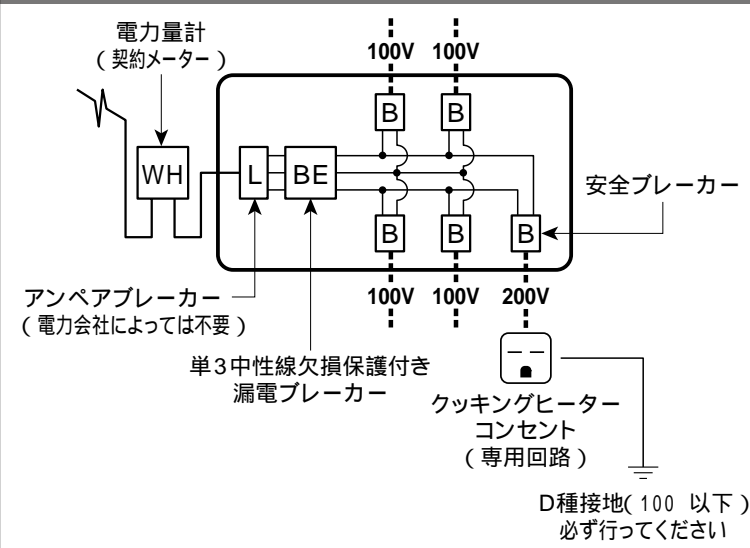 電力量計
(契約メーター)
100V 100V
B B
WH L BE
安全ブレーカー
B B B
アンペアブレーカー
(電力会社によっては不要)
100V 100V 200V
単3中性線欠損保護付き
漏電ブレーカー
クッキングヒーター
コンセント
(専用回路)
D種接地(100 以下)
必ず行ってください